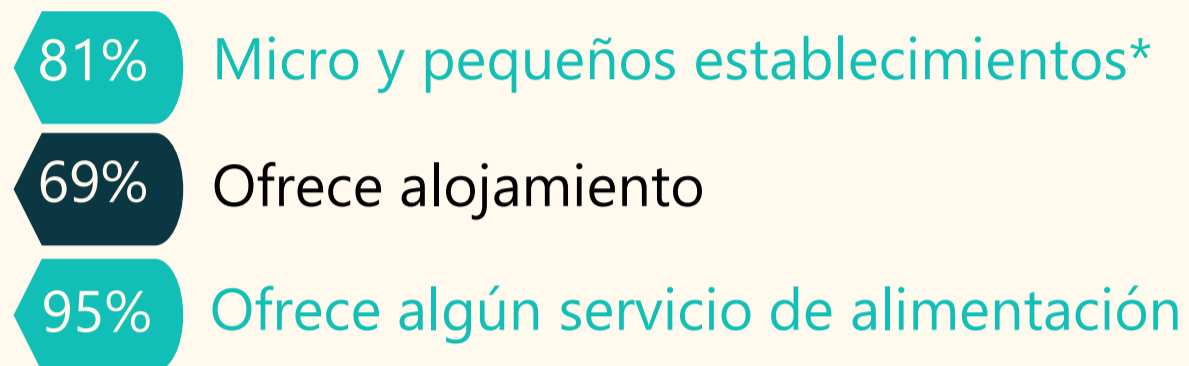 81% Micro y pequeños establecimientos*
69% Ofrece alojamiento
95% Ofrece algún servicio de alimentación